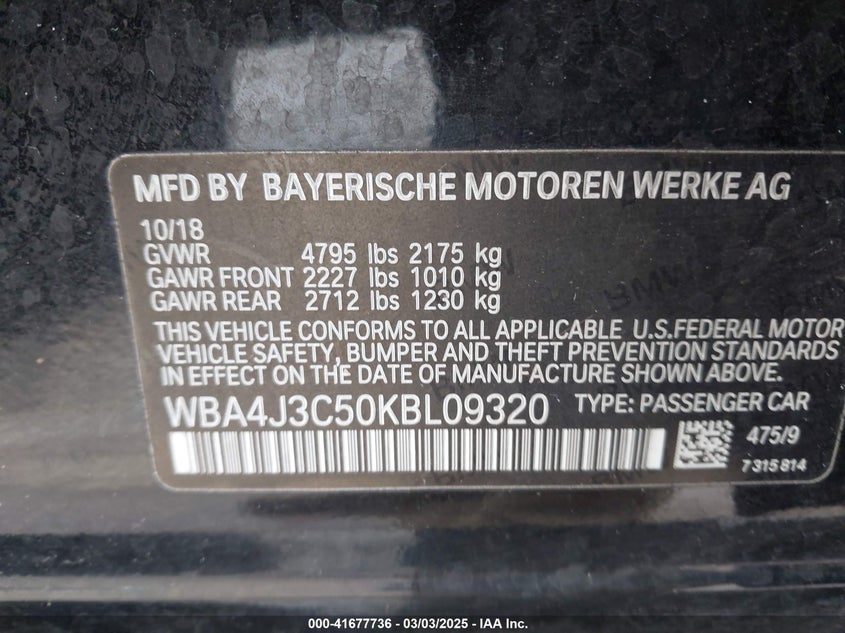 MFD BY BAYERISCHE MOTOREN WERKE AG
10/18
GVWR 4795 lbs 2175 kg
GAWR FRONT 2227 lbs 1010 kg
GAWR REAR 2712 lbs 1230 kg
THIS VEHICLE CONFORMS TO ALL APPLICABLE U.S.FEDERAL MOTOR
VEHICLE SAFETY, BUMPER AND THEFT PREVENTION STANDARDS
IN EFFECT ON THE DATE OF MANUFACTURE SHOWN ABOVE.
WBA4J3C50KBL09320 TYPE: PASSENGER CAR
475/9
7315814
000-41677736 - 03/03/2025 - IAA Inc.